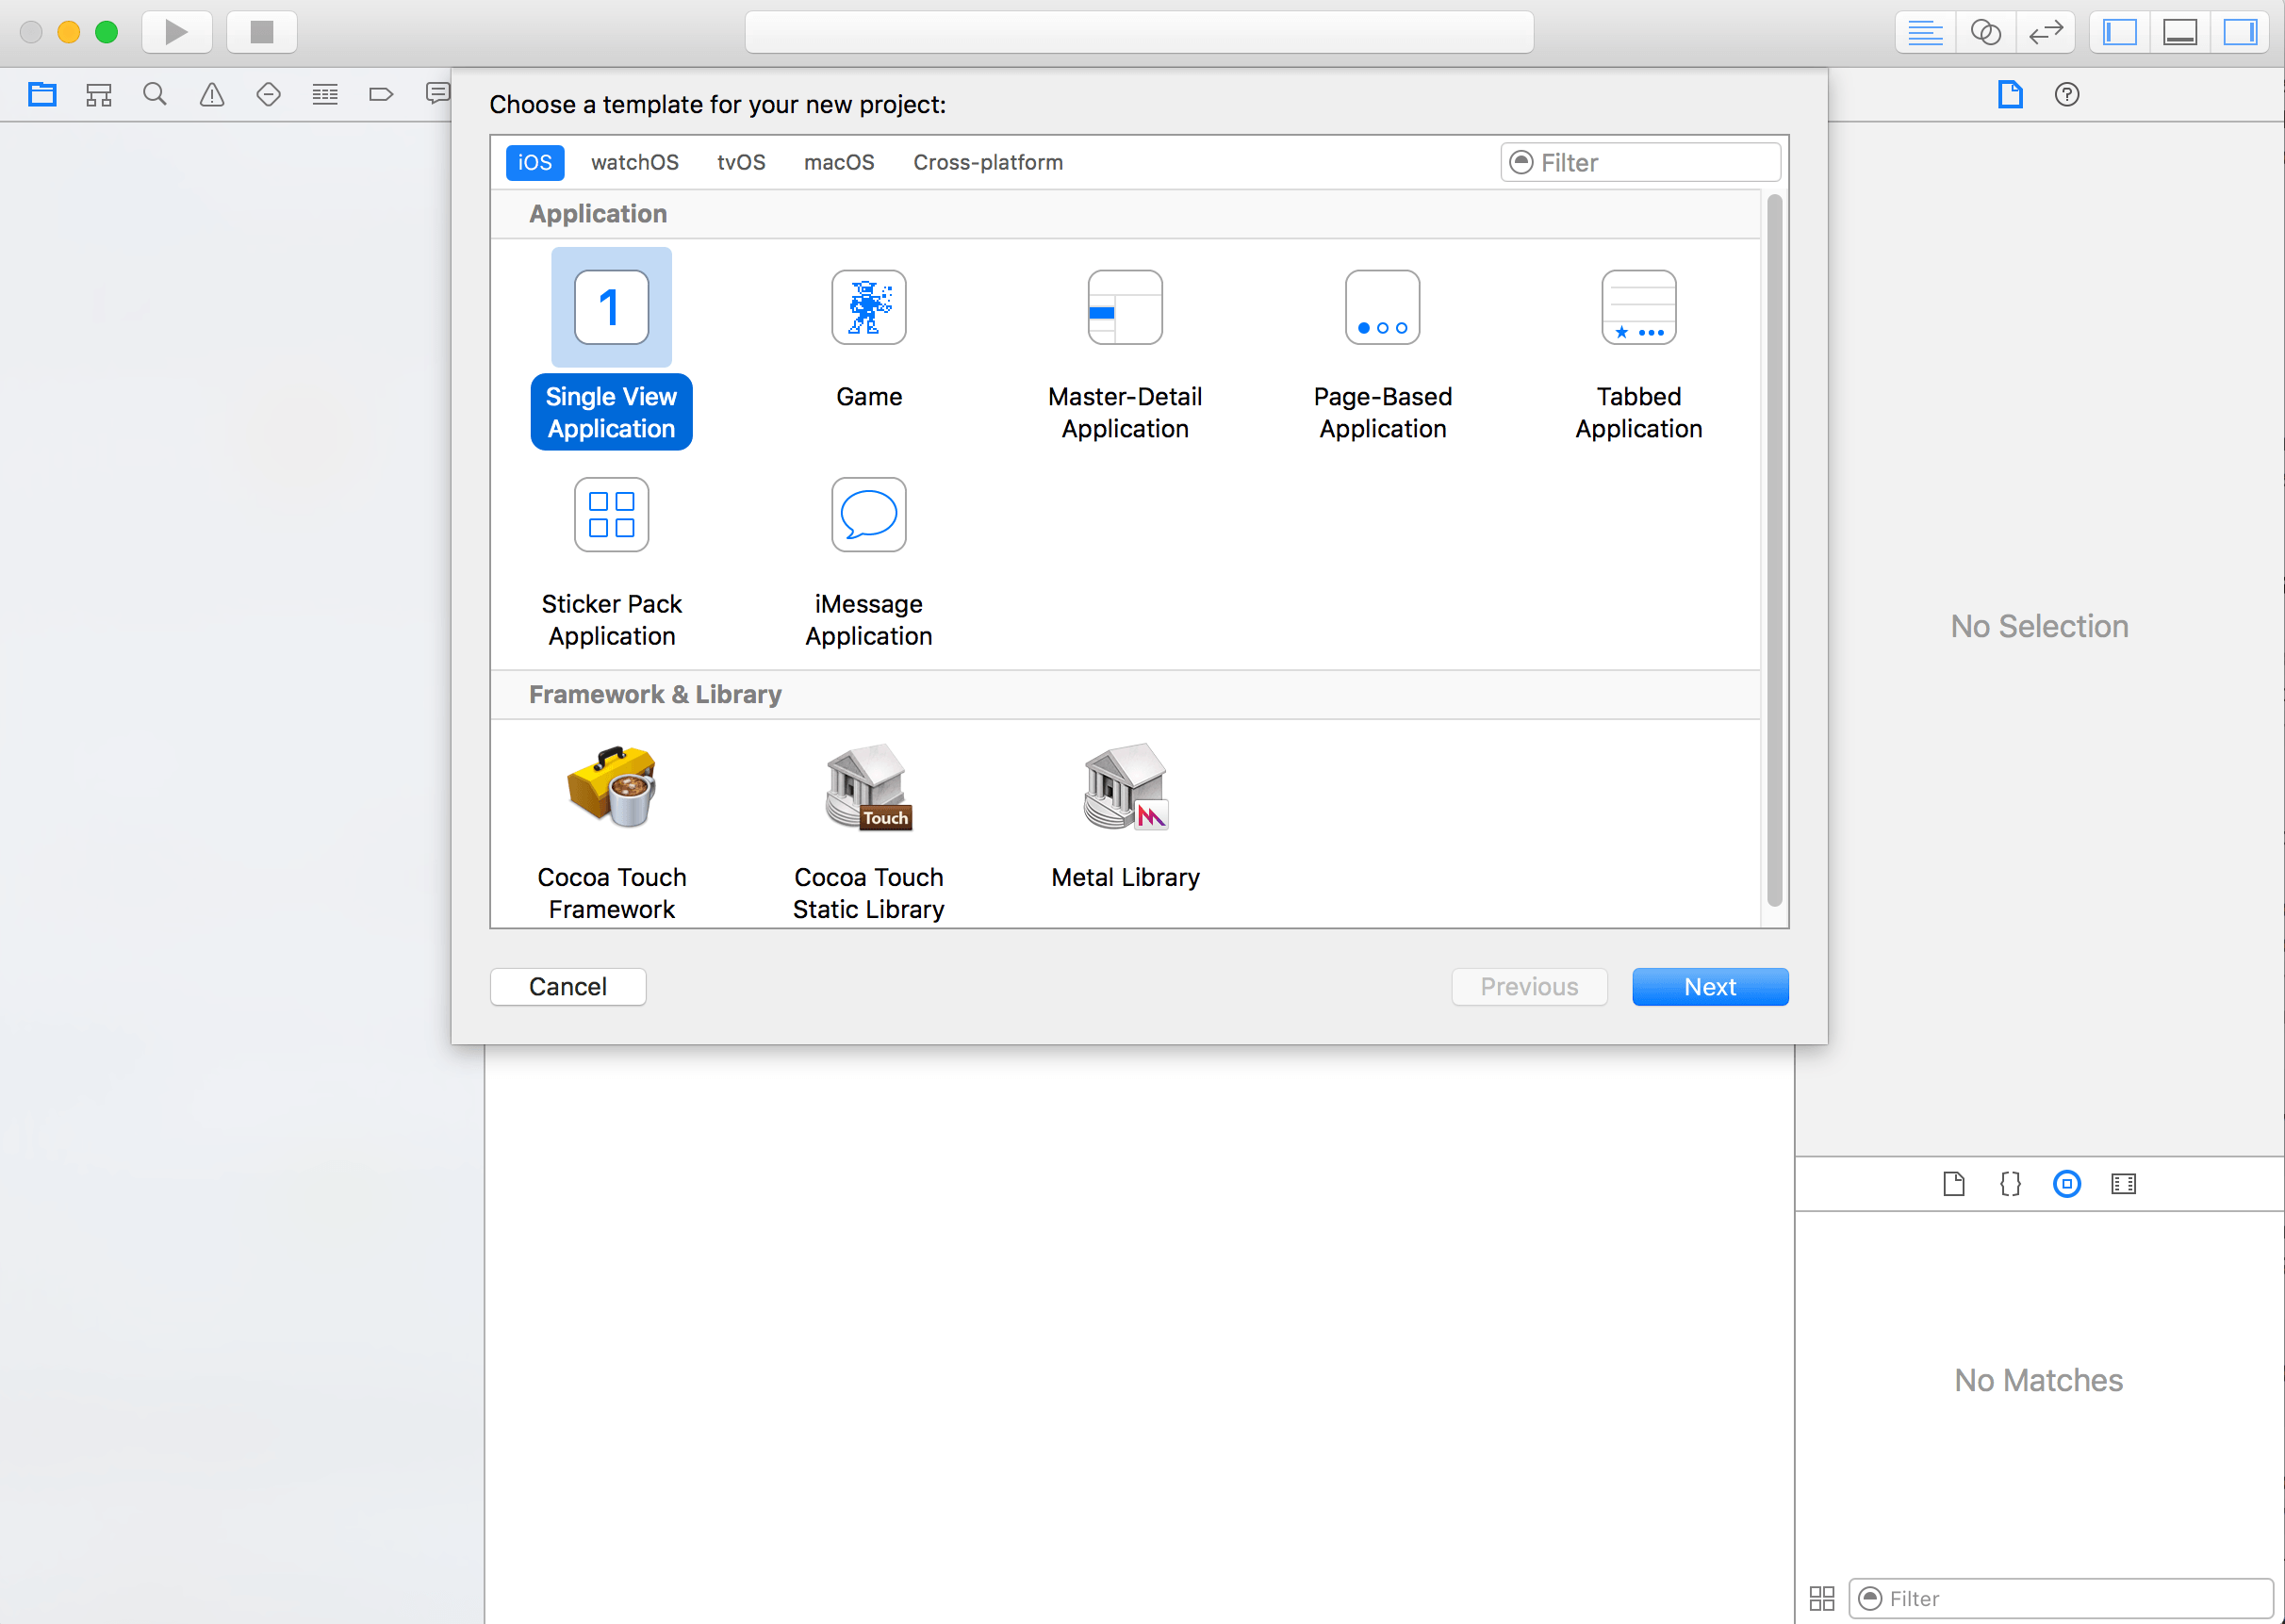 Choose a template for your new project:
iOS watchOS tvOS macOS Cross-platform Filter
Application
1
Single View
Application
Game
Master-Detail
Application
Page-Based
Application
Tabbed
Application
Sticker Pack
Application
iMessage
Application
No Selection
Framework & Library
Touch
Cocoa Touch
Framework
Cocoa Touch
Static Library
Metal Library
Cancel
Previous
Next
No Matches
Filter